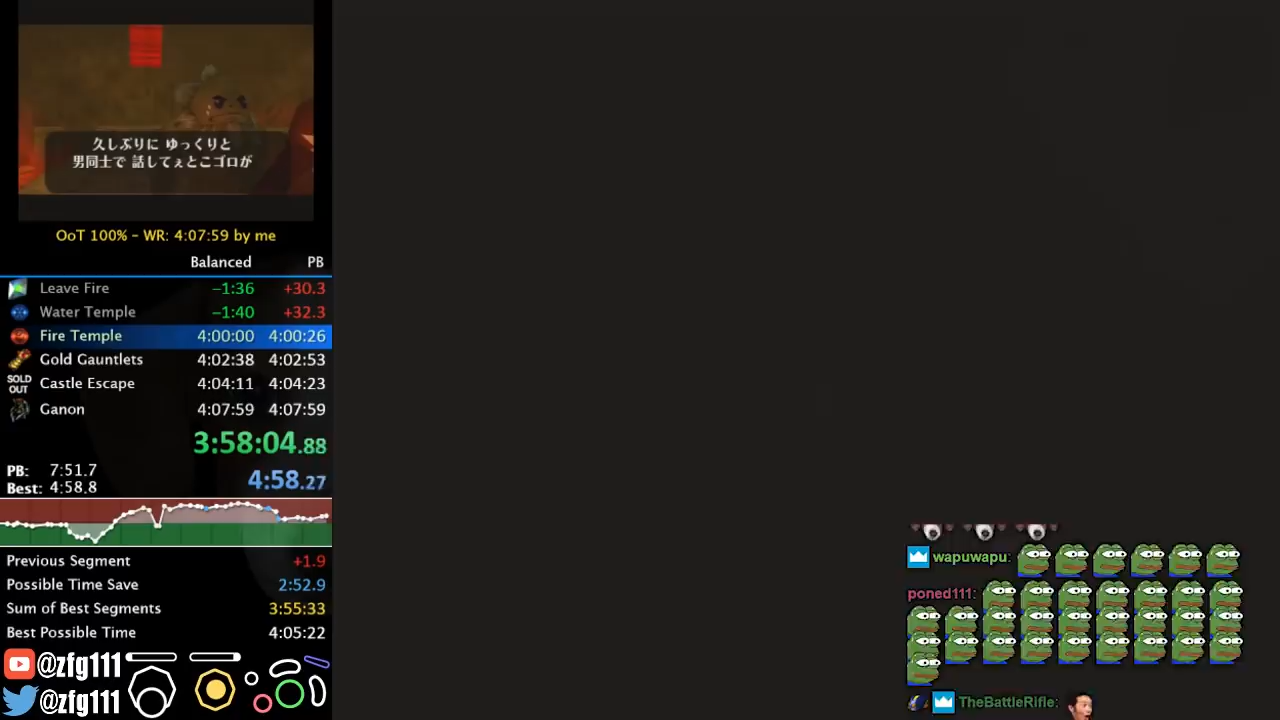 久しぶりに ゆっくりと
男同士で 話してぇとこゴロが
OoT 100% - WR: 4:07:59 by me
Balanced PB
Leave Fire -1:36 +30.3
Water Temple -1:40 +32.3
Fire Temple 4:00:00 4:00:26
Gold Gauntlets 4:02:38 4:02:53
SOLD OUT Castle Escape 4:04:11 4:04:23
Ganon 4:07:59 4:07:59
3:58:04.88
PB: 7:51.7
Best: 4:58.8
4:58.27
Previous Segment +1.9
Possible Time Save 2:52.9
Sum of Best Segments 3:55:33
Best Possible Time 4:05:22
@zfg111
@zfg111
wapuwapu:
poned111:
TheBattleRifle: